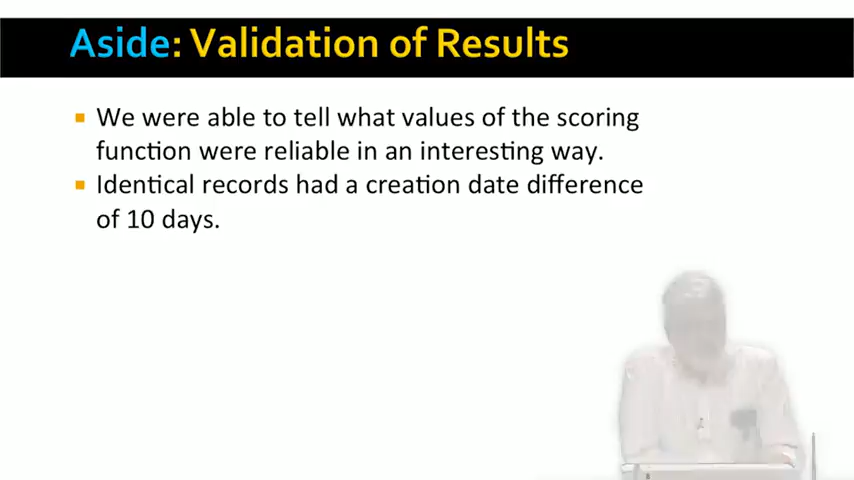 Aside: Validation of Results
We were able to tell what values of the scoring
function were reliable in an interesting way.
Identical records had a creation date difference
of 10 days.